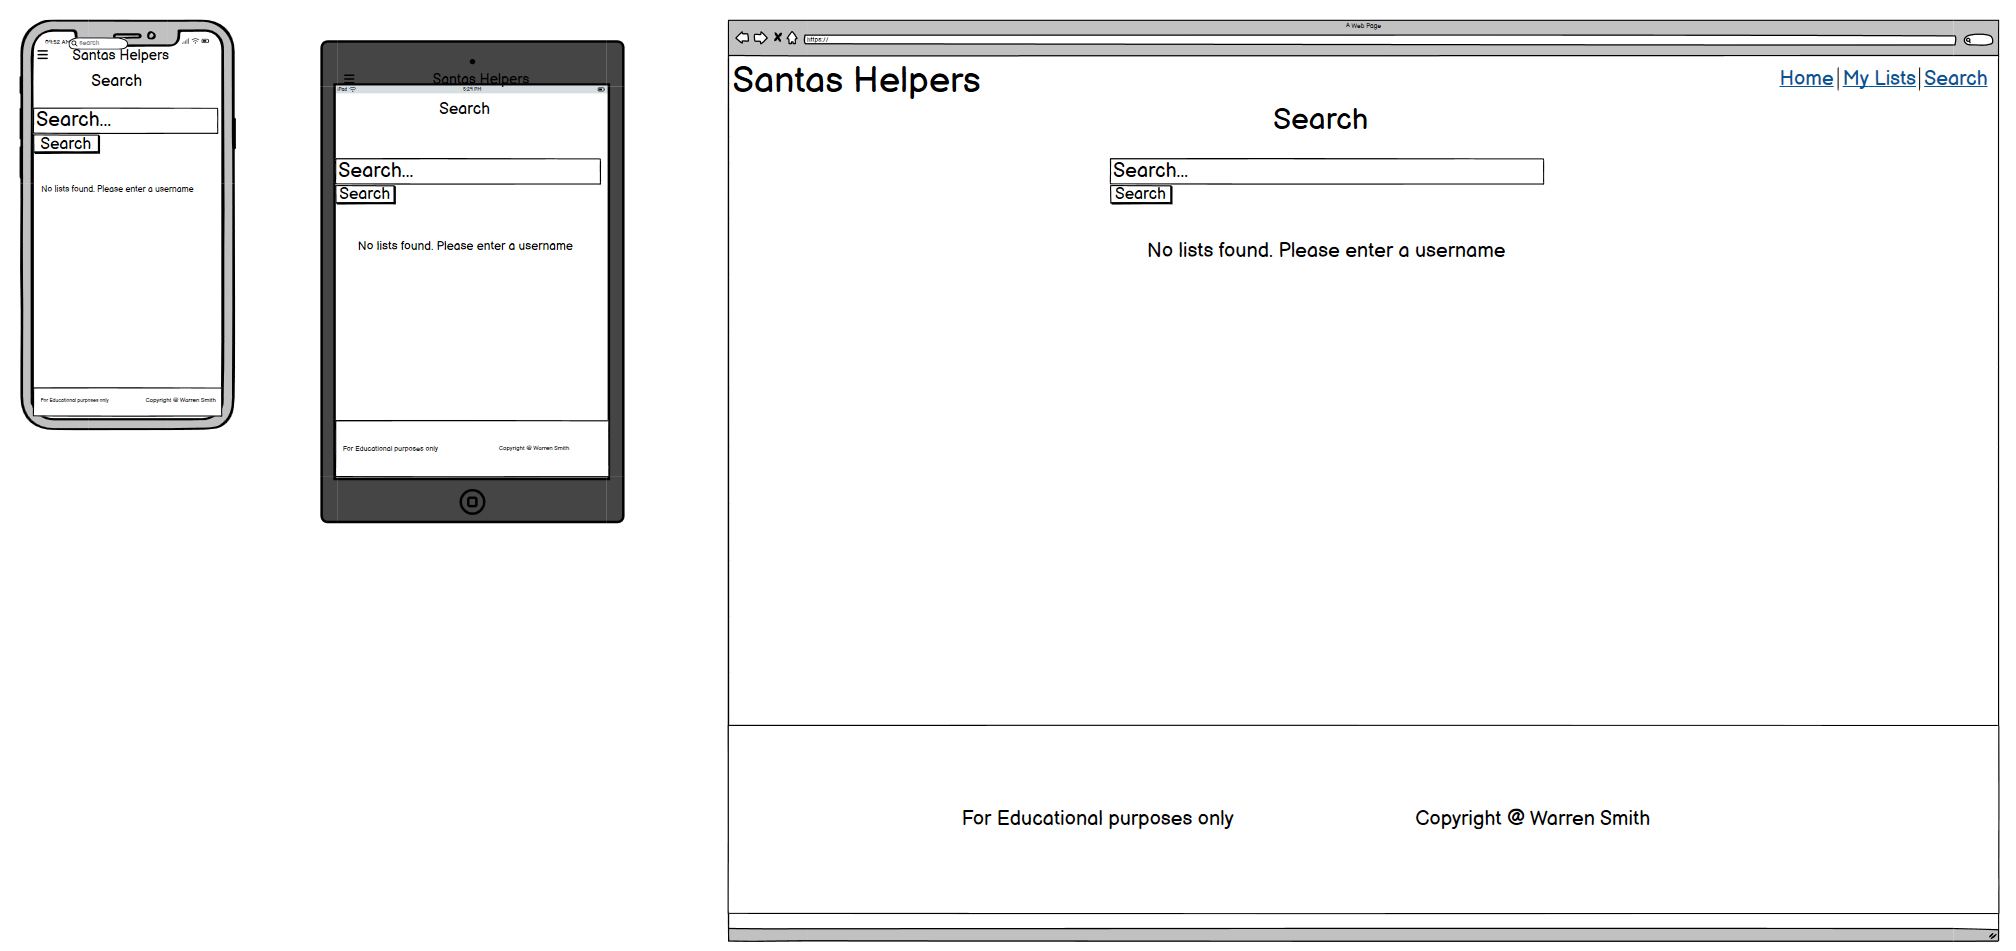 09:52 AM
Search
Santas Helpers
Search
Search...
Search
No lists found. Please enter a username
For Educational purposes only
Copyright @ Warren Smith
Santas Helpers
iPad
5:29 PM
Search
Search...
Search
No lists found. Please enter a username
For Educational purposes only
Copyright @ Warren Smith
A Web Page
https://
Santas Helpers
Home My Lists Search
Search
Search...
Search
No lists found. Please enter a username
For Educational purposes only
Copyright @ Warren Smith